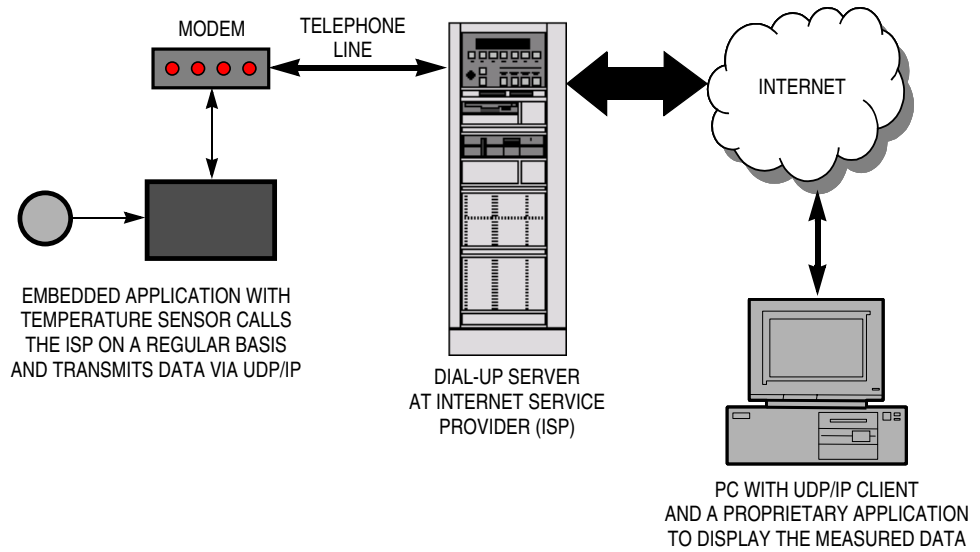 MODEM
TELEPHONE
LINE
INTERNET
EMBEDDED APPLICATION WITH
TEMPERATURE SENSOR CALLS
THE ISP ON A REGULAR BASIS
AND TRANSMITS DATA VIA UDP/IP
DIAL-UP SERVER
AT INTERNET SERVICE
PROVIDER (ISP)
PC WITH UDP/IP CLIENT
AND A PROPRIETARY APPLICATION
TO DISPLAY THE MEASURED DATA